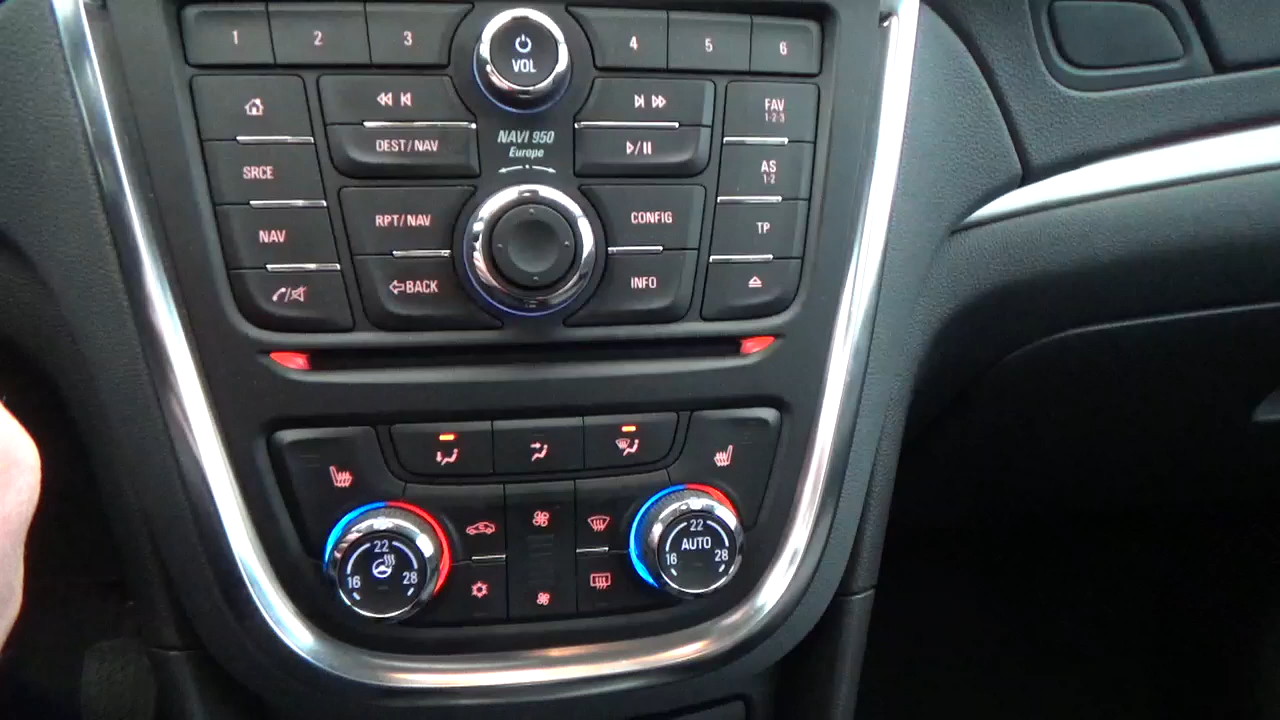 1 2 3
VOL
4 5 6
DEST/NAV
NAVI 950
Europe
FAV
1-2-3
SRCE
AS
1-2
RPT/NAV
CONFIG
NAV
TP
BACK
INFO
22
16 28
22
AUTO
16 28